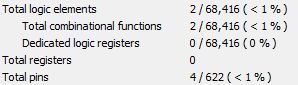 Total logic elements 2 / 68,416 ( < 1 % )
Total combinational functions 2 / 68,416 ( < 1 % )
Dedicated logic registers 0 / 68,416 ( 0 % )
Total registers 0
Total pins 4 / 622 ( < 1 % )